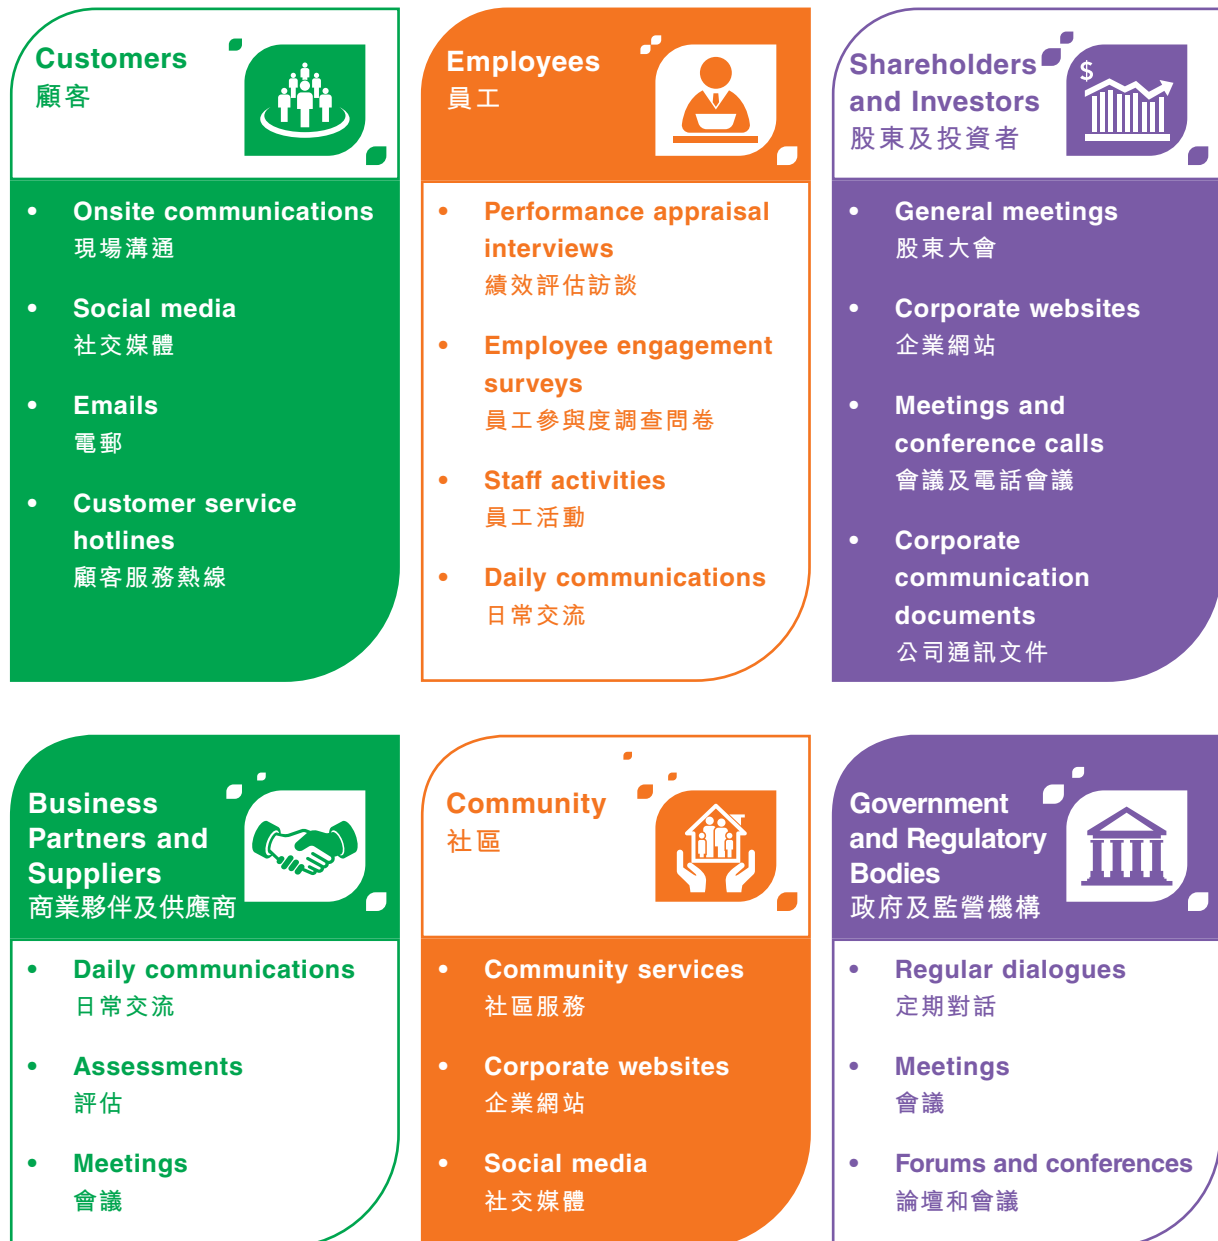 Customers
顧客
• Onsite communications
現場溝通
• Social media
社交媒體
• Emails
電郵
• Customer service
hotlines
顧客服務熱線
Employees
員工
• Performance appraisal
interviews
績效評估訪談
• Employee engagement
surveys
員工參與度調查問卷
• Staff activities
員工活動
• Daily communications
日常交流
Shareholders
and Investors
股東及投資者
$
• General meetings
股東大會
• Corporate websites
企業網站
• Meetings and
conference calls
會議及電話會議
• Corporate
communication
documents
公司通訊文件
Business
Partners and
Suppliers
商業夥伴及供應商
• Daily communications
日常交流
• Assessments
評估
• Meetings
會議
Community
社區
• Community services
社區服務
• Corporate websites
企業網站
• Social media
社交媒體
Government
and Regulatory
Bodies
政府及監營機構
• Regular dialogues
定期對話
• Meetings
會議
• Forums and conferences
論壇和會議